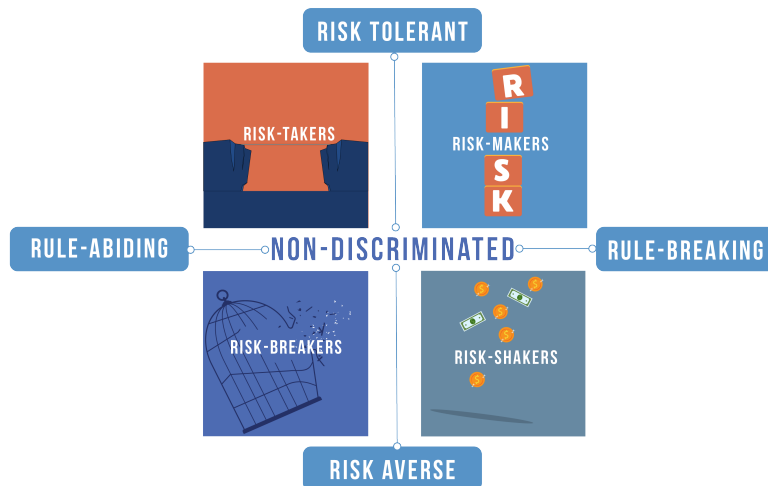 RISK TOLERANT
RISK-TAKERS
R
I
RISK-MAKERS
S
K
RULE-ABIDING
NON-DISCRIMINATED
RULE-BREAKING
RISK-BREAKERS
RISK-SHAKERS
RISK AVERSE